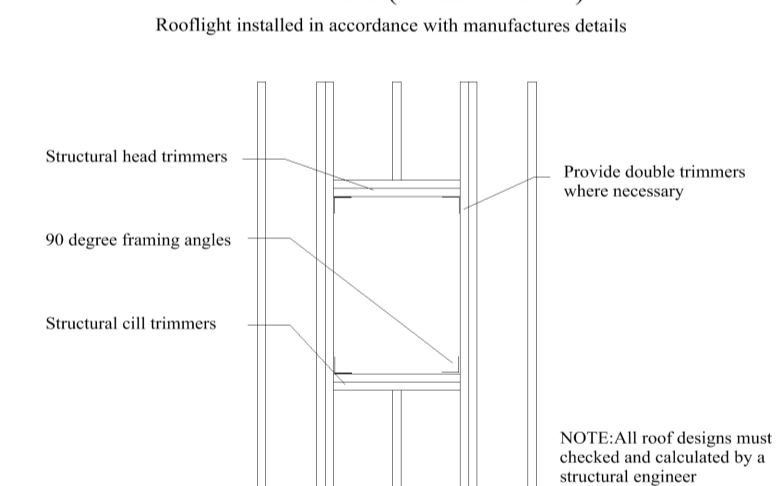 Rooflight installed in accordance with manufactures details
Structural head trimmers
Provide double trimmers
where necessary
90 degree framing angles
Structural cill trimmers
NOTE:All roof designs must
checked and calculated by a
structural engineer